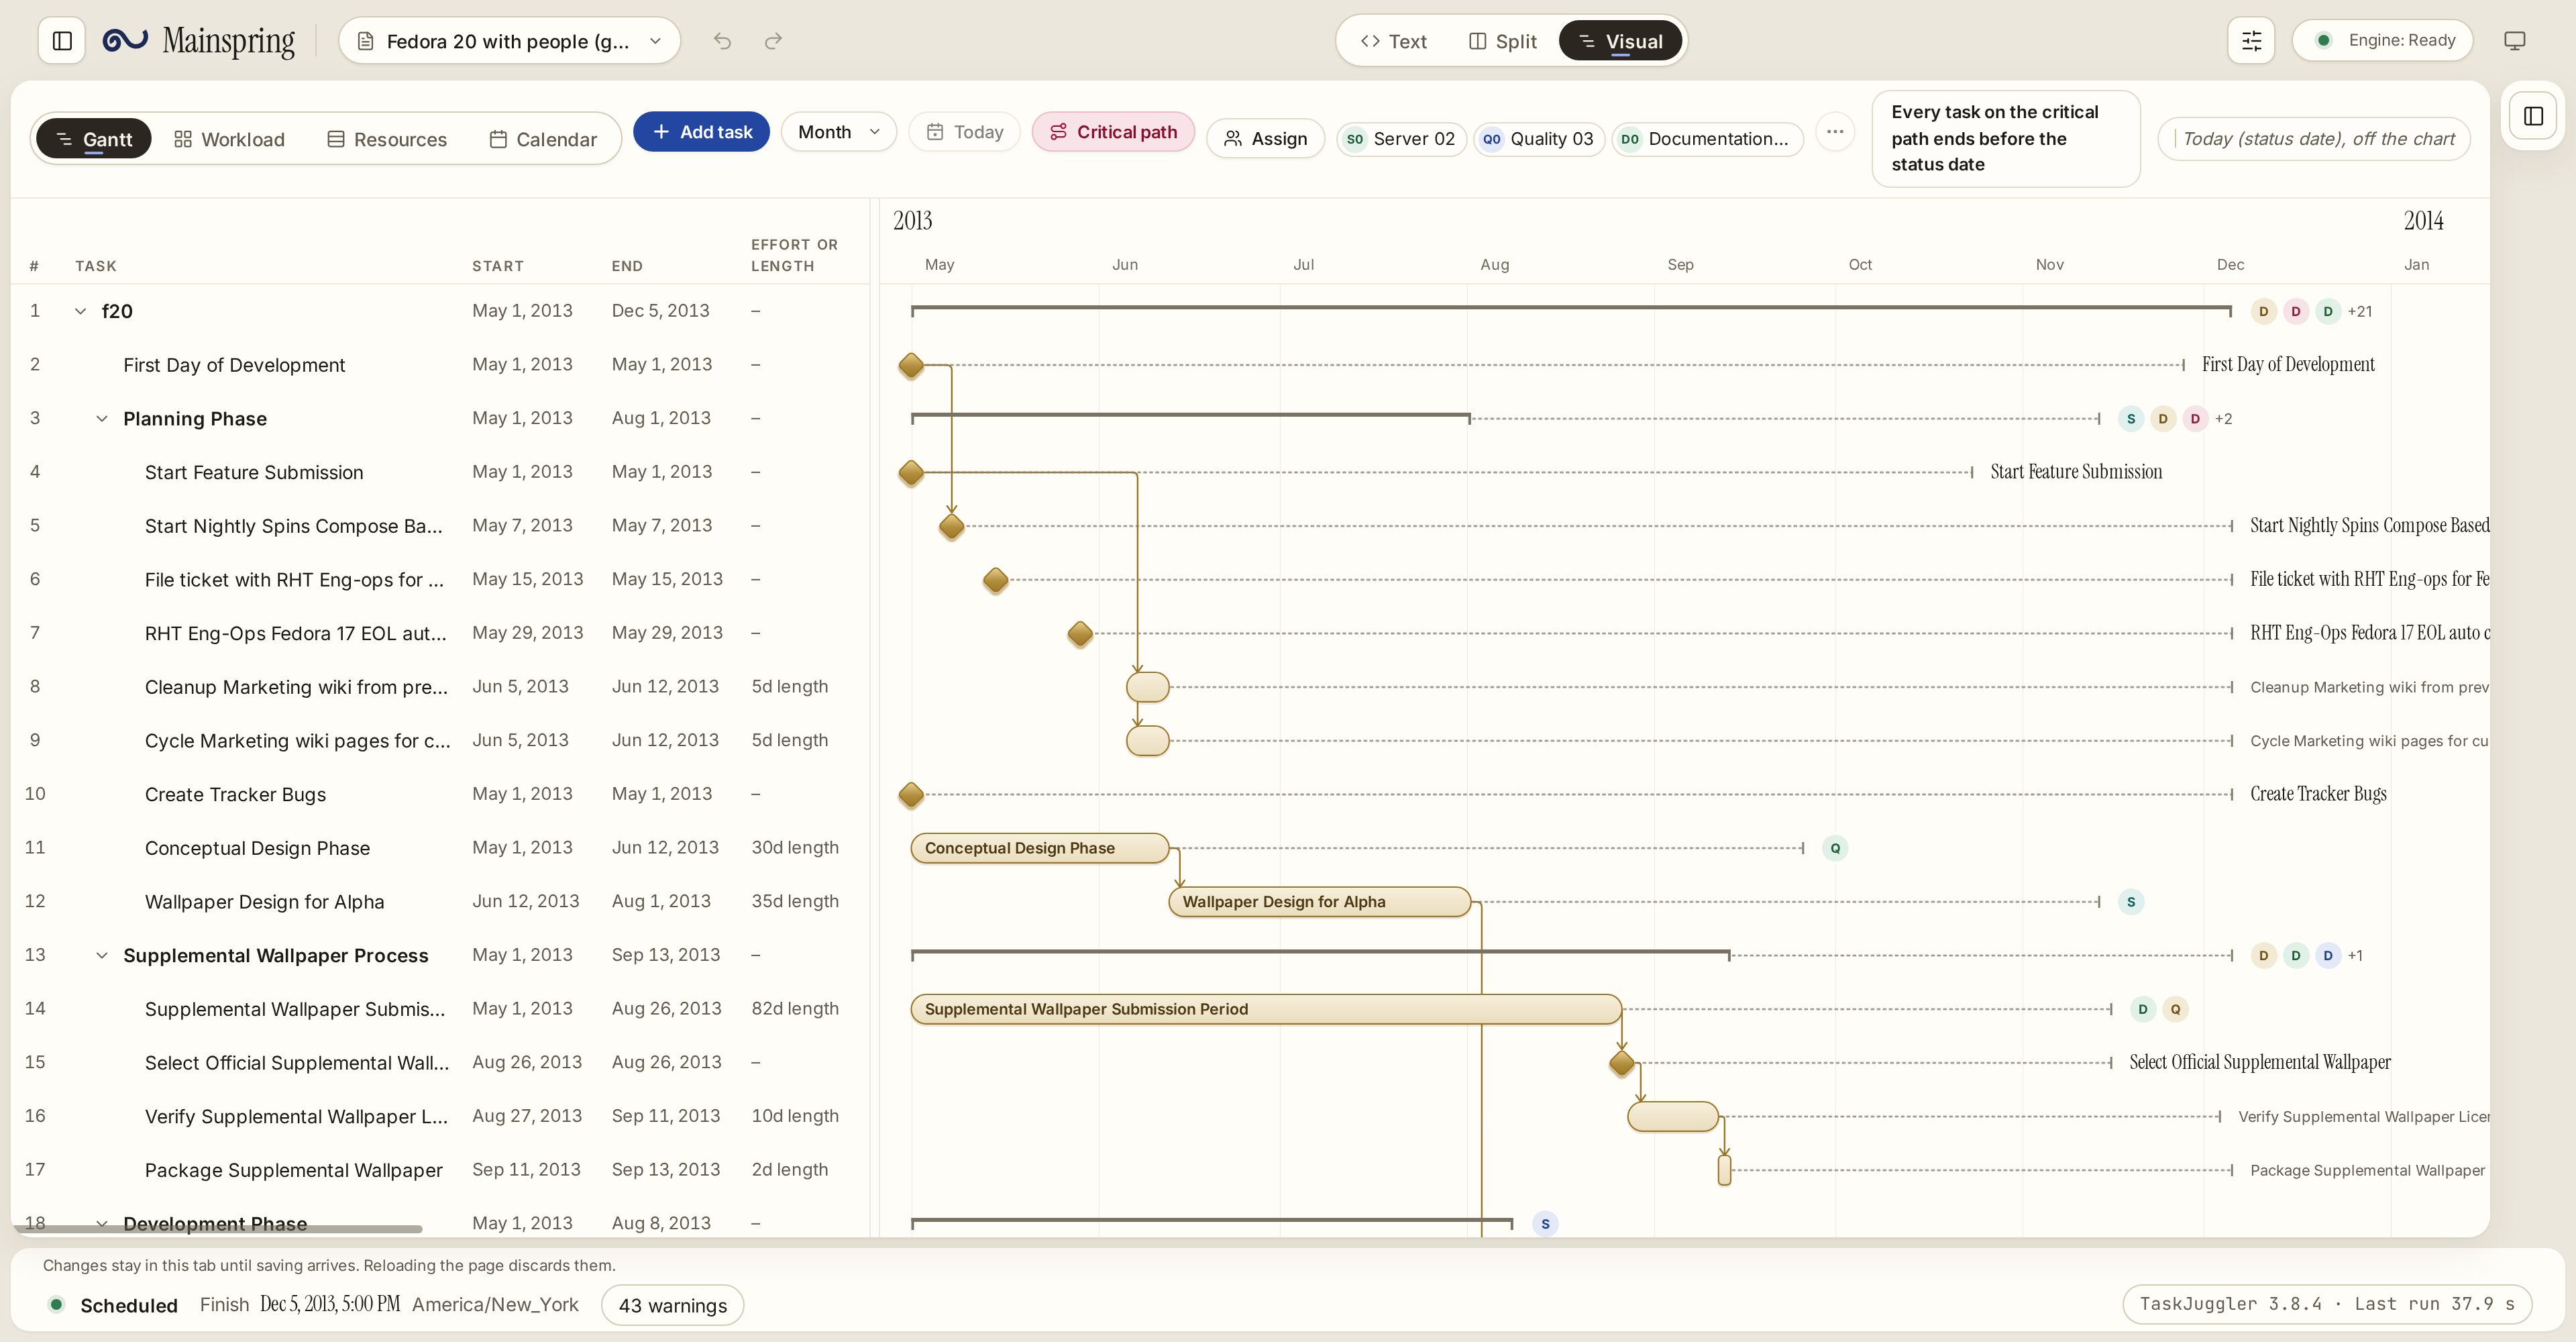 Mainspring
Fedora 20 with people (g...
Text
Split
Visual
Engine: Ready
Gantt
Workload
Resources
Calendar
Add task
Month
Today
Critical path
Assign
S0 Server 02
Q0 Quality 03
D0 Documentation...
Every task on the critical
path ends before the
status date
Today (status date), off the chart
# TASK START END EFFORT OR LENGTH
2013 2014
May Jun Jul Aug Sep Oct Nov Dec Jan
1 f20 May 1, 2013 Dec 5, 2013 – D D D +21
2 First Day of Development May 1, 2013 May 1, 2013 – First Day of Development
3 Planning Phase May 1, 2013 Aug 1, 2013 – S D D +2
4 Start Feature Submission May 1, 2013 May 1, 2013 – Start Feature Submission
5 Start Nightly Spins Compose Ba... May 7, 2013 May 7, 2013 – Start Nightly Spins Compose Based
6 File ticket with RHT Eng-ops for ... May 15, 2013 May 15, 2013 – File ticket with RHT Eng-ops for Fe
7 RHT Eng-Ops Fedora 17 EOL aut... May 29, 2013 May 29, 2013 – RHT Eng-Ops Fedora 17 EOL auto c
8 Cleanup Marketing wiki from pre... Jun 5, 2013 Jun 12, 2013 5d length Cleanup Marketing wiki from prev
9 Cycle Marketing wiki pages for c... Jun 5, 2013 Jun 12, 2013 5d length Cycle Marketing wiki pages for cu
10 Create Tracker Bugs May 1, 2013 May 1, 2013 – Create Tracker Bugs
11 Conceptual Design Phase May 1, 2013 Jun 12, 2013 30d length Conceptual Design Phase Q
12 Wallpaper Design for Alpha Jun 12, 2013 Aug 1, 2013 35d length Wallpaper Design for Alpha S
13 Supplemental Wallpaper Process May 1, 2013 Sep 13, 2013 – D D D +1
14 Supplemental Wallpaper Submis... May 1, 2013 Aug 26, 2013 82d length Supplemental Wallpaper Submission Period D Q
15 Select Official Supplemental Wall... Aug 26, 2013 Aug 26, 2013 – Select Official Supplemental Wallpaper
16 Verify Supplemental Wallpaper L... Aug 27, 2013 Sep 11, 2013 10d length Verify Supplemental Wallpaper Licen
17 Package Supplemental Wallpaper Sep 11, 2013 Sep 13, 2013 2d length Package Supplemental Wallpaper
18 Development Phase May 1, 2013 Aug 8, 2013 – S
Changes stay in this tab until saving arrives. Reloading the page discards them.
Scheduled Finish Dec 5, 2013, 5:00 PM America/New_York 43 warnings
TaskJuggler 3.8.4 · Last run 37.9 s